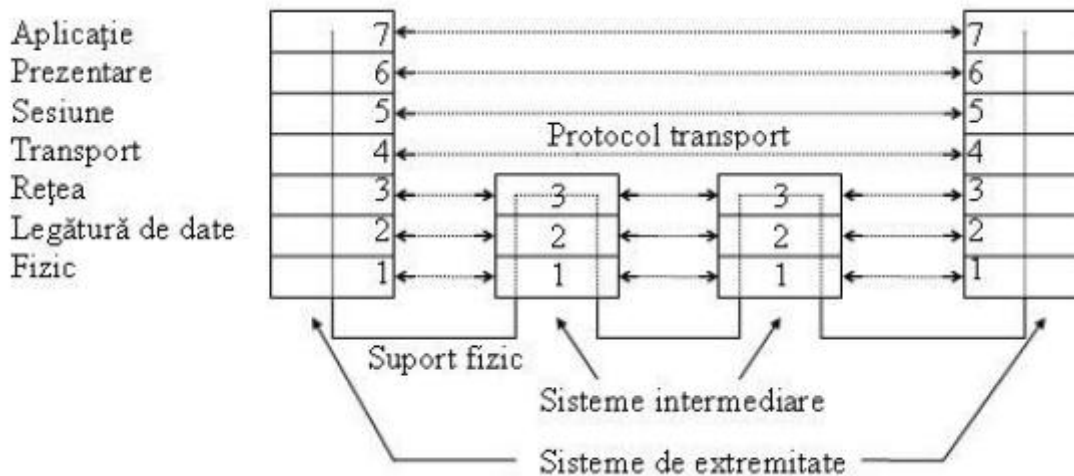 Aplicaţie 7 7
Prezentare 6 6
Sesiune 5 5
Protocol transport
Transport 4 4
Reţea 3 3 3 3
Legătură de date 2 2 2 2
Fizic 1 1 1 1
Suport fizic
Sisteme intermediare
Sisteme de extremitate